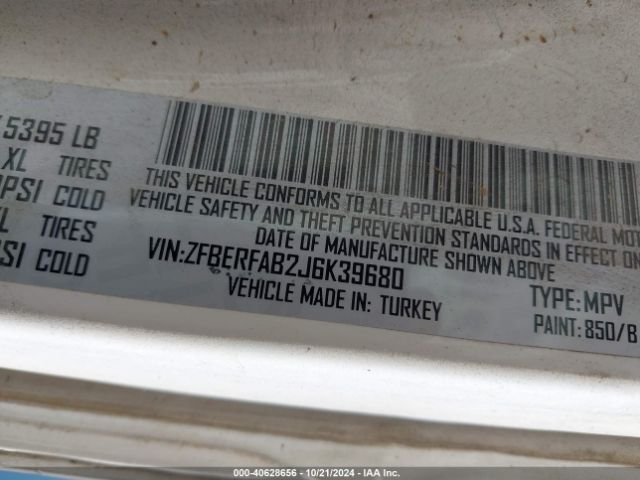 5395 LB
XL TIRES
PSI COLD
TIRES
SI COLD
THIS VEHICLE CONFORMS TO ALL APPLICABLE U.S.A. FEDERAL MOT
VEHICLE SAFETY AND THEFT PREVENTION STANDARDS IN EFFECT ON
DATE OF MANUFACTURE SHOWN ABOVE
VIN:ZFBERFAB2J6K39680
VEHICLE MADE IN: TURKEY
TYPE: MPV
PAINT: 850/B
000-40628656 - 10/21/2024 - IAA Inc.